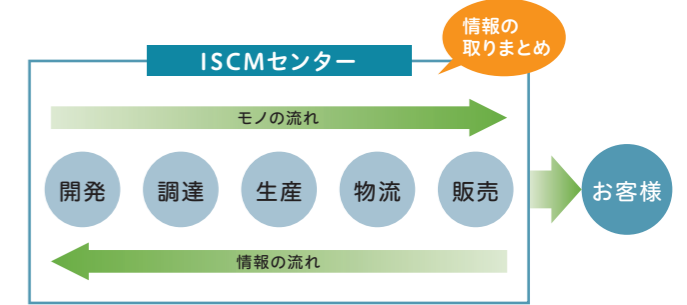 情報の
取りまとめ
ISCMセンター
モノの流れ
開発
調達
生産
物流
販売
お客様
情報の流れ